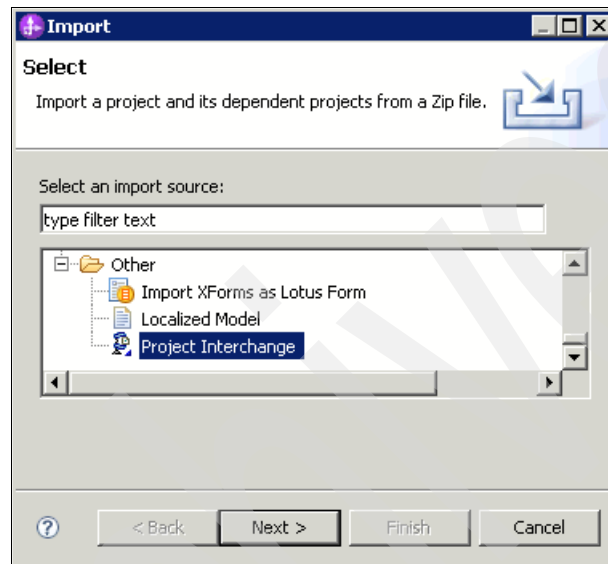 Import
Select
Import a project and its dependent projects from a Zip file.
Select an import source:
type filter text
Other
Import XForms as Lotus Form
Localized Model
Project Interchange
< Back
Next >
Finish
Cancel